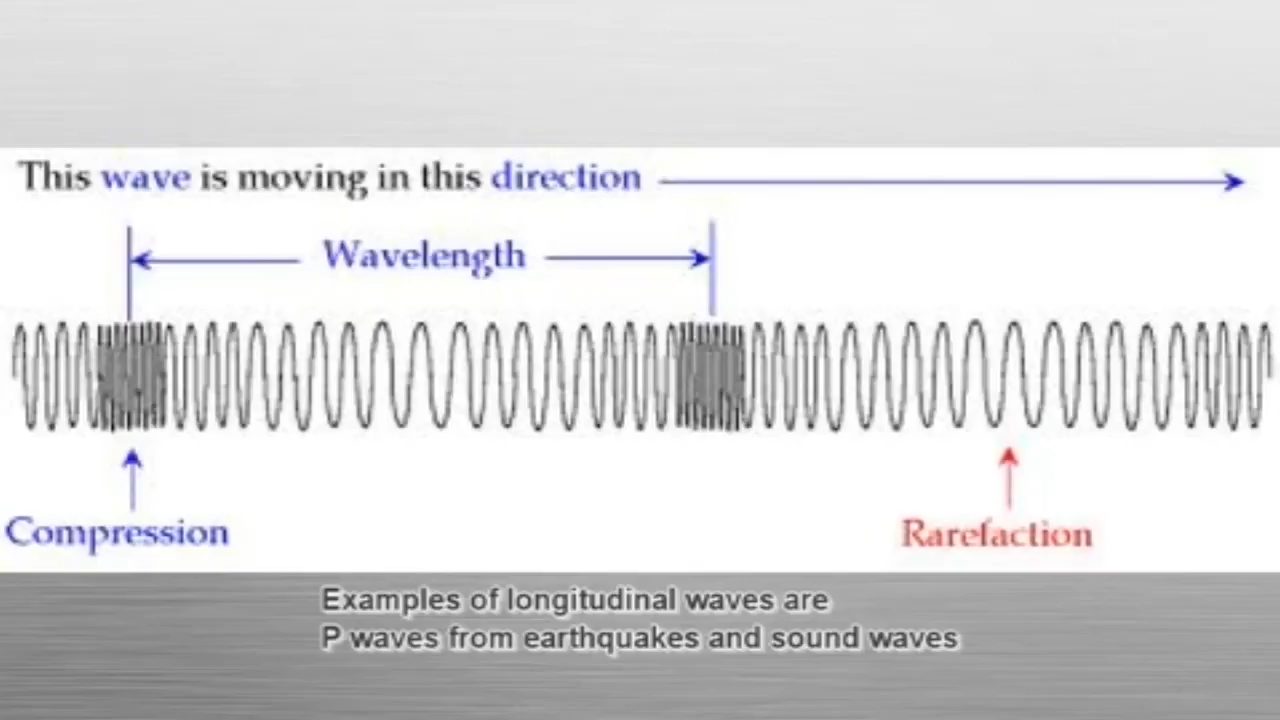 This wave is moving in this direction
Wavelength
Compression
Rarefaction
Examples of longitudinal waves are
P waves from earthquakes and sound waves